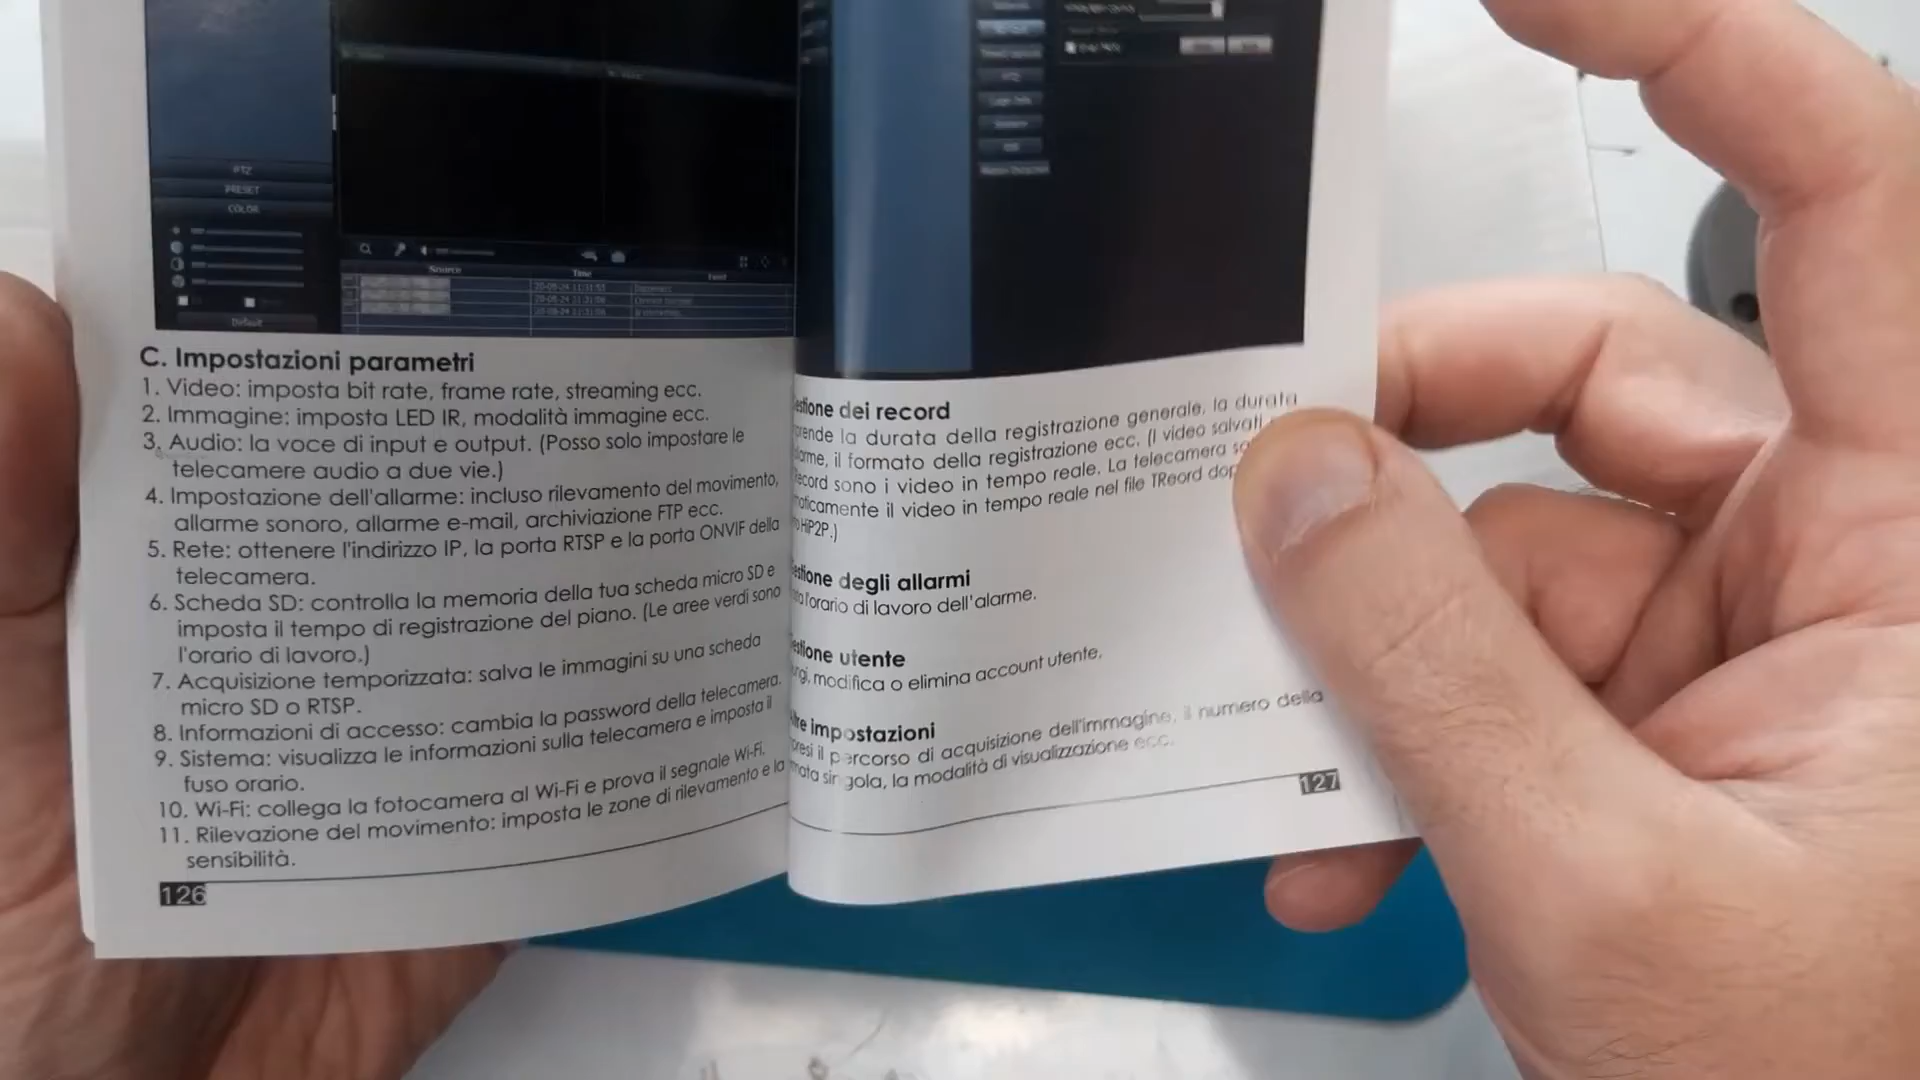 PTZ
PRESET
COLOR
Default
Source Time Event
20-08-24 11:31:55
C. Impostazioni parametri
1. Video: imposta bit rate, frame rate, streaming ecc.
2. Immagine: imposta LED IR, modalità immagine ecc.
3. Audio: la voce di input e output. (Posso solo impostare le
telecamere audio a due vie.)
4. Impostazione dell'allarme: incluso rilevamento del movimento,
allarme sonoro, allarme e-mail, archiviazione FTP ecc.
5. Rete: ottenere l'indirizzo IP, la porta RTSP e la porta ONVIF della
telecamera.
6. Scheda SD: controlla la memoria della tua scheda micro SD e
imposta il tempo di registrazione del piano. (Le aree verdi sono
l'orario di lavoro.)
7. Acquisizione temporizzata: salva le immagini su una scheda
micro SD o RTSP.
8. Informazioni di accesso: cambia la password della telecamera.
9. Sistema: visualizza le informazioni sulla telecamera e imposta il
fuso orario.
10. Wi-Fi: collega la fotocamera al Wi-Fi e prova il segnale Wi-Fi.
11. Rilevazione del movimento: imposta le zone di rilevamento e la
sensibilità.
126
dei record
la durata della registrazione generale, la durata
il formato della registrazione ecc. (I video salvati
sono i video in tempo reale. La telecamera
il video in tempo reale nel file TReord
HiP2P.)
degli allarmi
l'orario di lavoro dell'alarme.
utente
modifica o elimina account utente.
impostazioni
il percorso di acquisizione dell'immagine, il numero della
singola, la modalità di visualizzazione ecc.
127